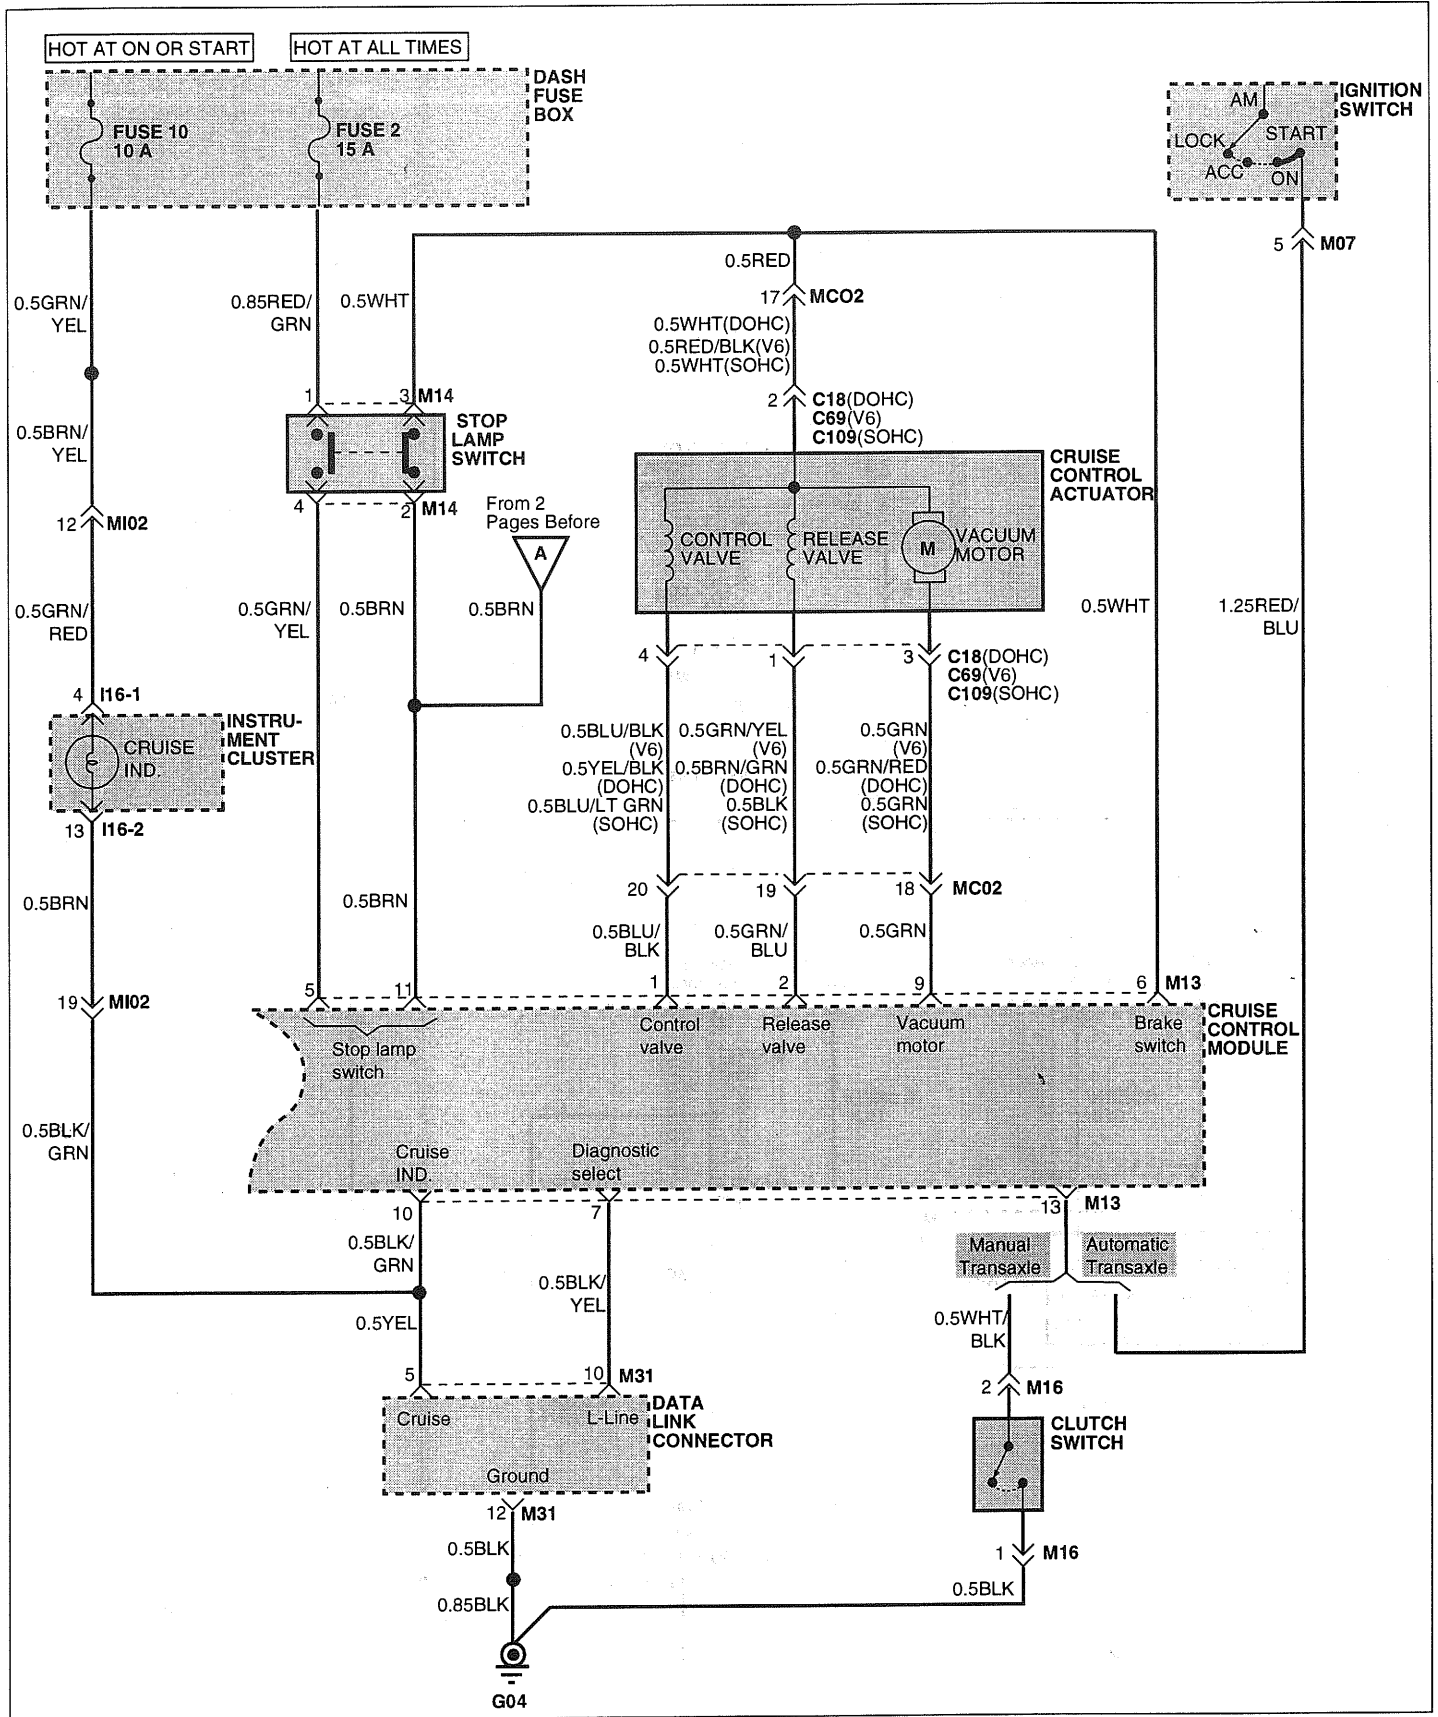 HOT AT ON OR START
HOT AT ALL TIMES
DASH
FUSE
BOX
FUSE 10
10 A
FUSE 2
15 A
IGNITION
SWITCH
AM
LOCK
START
ACC
ON
5
M07
0.5RED
17
MCO2
0.5GRN/
YEL
0.85RED/
GRN
0.5WHT
0.5WHT(DOHC)
0.5RED/BLK(V6)
0.5WHT(SOHC)
1
3
M14
2
C18(DOHC)
C69(V6)
C109(SOHC)
STOP
LAMP
SWITCH
0.5BRN/
YEL
CRUISE
CONTROL
ACTUATOR
4
2
M14
From 2
Pages Before
A
12
MI02
CONTROL
VALVE
RELEASE
VALVE
M
VACUUM
MOTOR
0.5GRN/
RED
0.5GRN/
YEL
0.5BRN
0.5BRN
0.5WHT
1.25RED/
BLU
4
1
3
C18(DOHC)
C69(V6)
C109(SOHC)
4
I16-1
INSTRU-
MENT
CLUSTER
CRUISE
IND.
13
I16-2
0.5BLU/BLK
(V6)
0.5YEL/BLK
(DOHC)
0.5BLU/LT GRN
(SOHC)
0.5GRN/YEL
(V6)
0.5BRN/GRN
(DOHC)
0.5BLK
(SOHC)
0.5GRN
(V6)
0.5GRN/RED
(DOHC)
0.5GRN
(SOHC)
20
19
18
MC02
0.5BRN
0.5BRN
0.5BLU/
BLK
0.5GRN/
BLU
0.5GRN
19
MI02
5
11
1
2
9
6
M13
CRUISE
CONTROL
MODULE
Stop lamp
switch
Control
valve
Release
valve
Vacuum
motor
Brake
switch
0.5BLK/
GRN
Cruise
IND.
Diagnostic
select
10
7
13
M13
0.5BLK/
GRN
0.5BLK/
YEL
Manual
Transaxle
Automatic
Transaxle
0.5YEL
0.5WHT/
BLK
5
10
M31
2
M16
Cruise
L-Line
DATA
LINK
CONNECTOR
CLUTCH
SWITCH
Ground
12
M31
0.5BLK
1
M16
0.85BLK
0.5BLK
G04